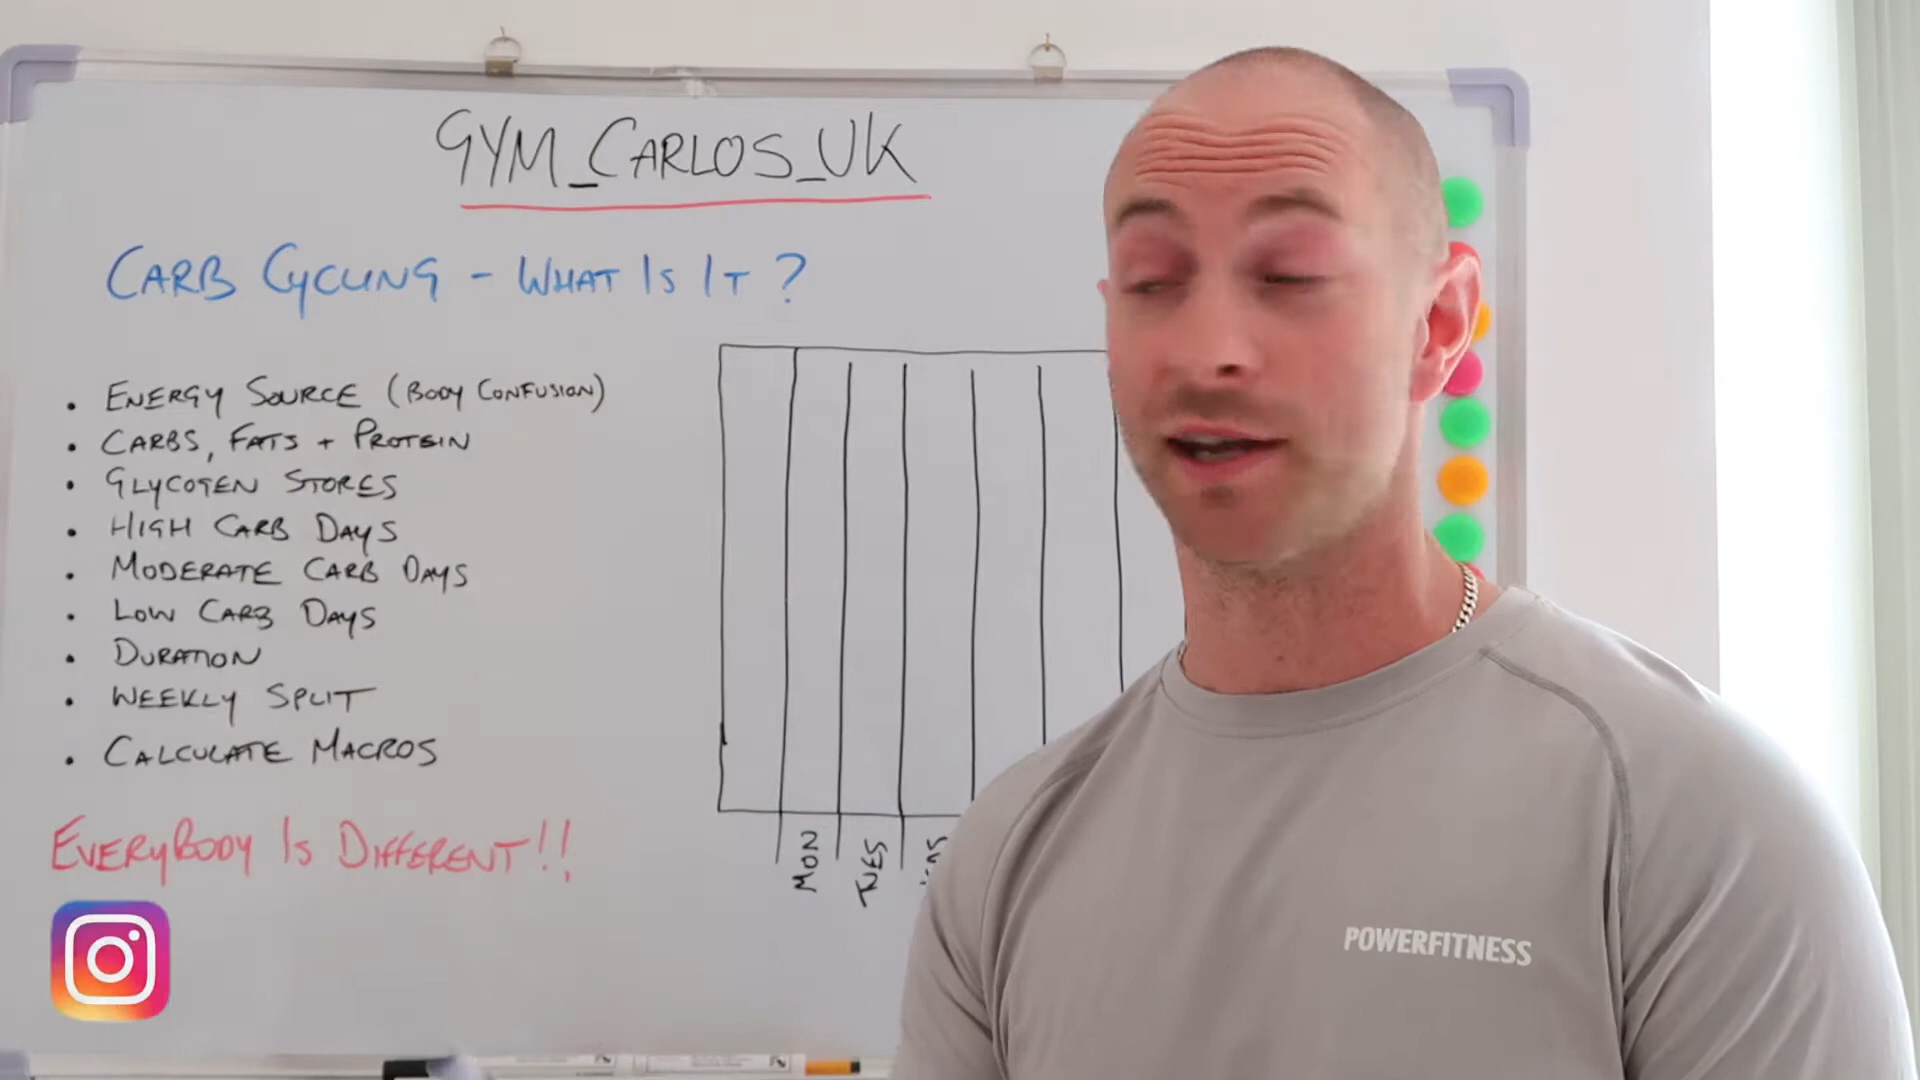 GYM_CARLOS_UK
CARB CYCLING - WHAT IS IT?
• ENERGY SOURCE (BODY CONFUSION)
• CARBS, FATS + PROTEIN
• GLYCOGEN STORES
• HIGH CARB DAYS
• MODERATE CARB DAYS
• LOW CARB DAYS
• DURATION
• WEEKLY SPLIT
• CALCULATE MACROS
EVERYBODY IS DIFFERENT!!
MON
TUES
POWERFITNESS